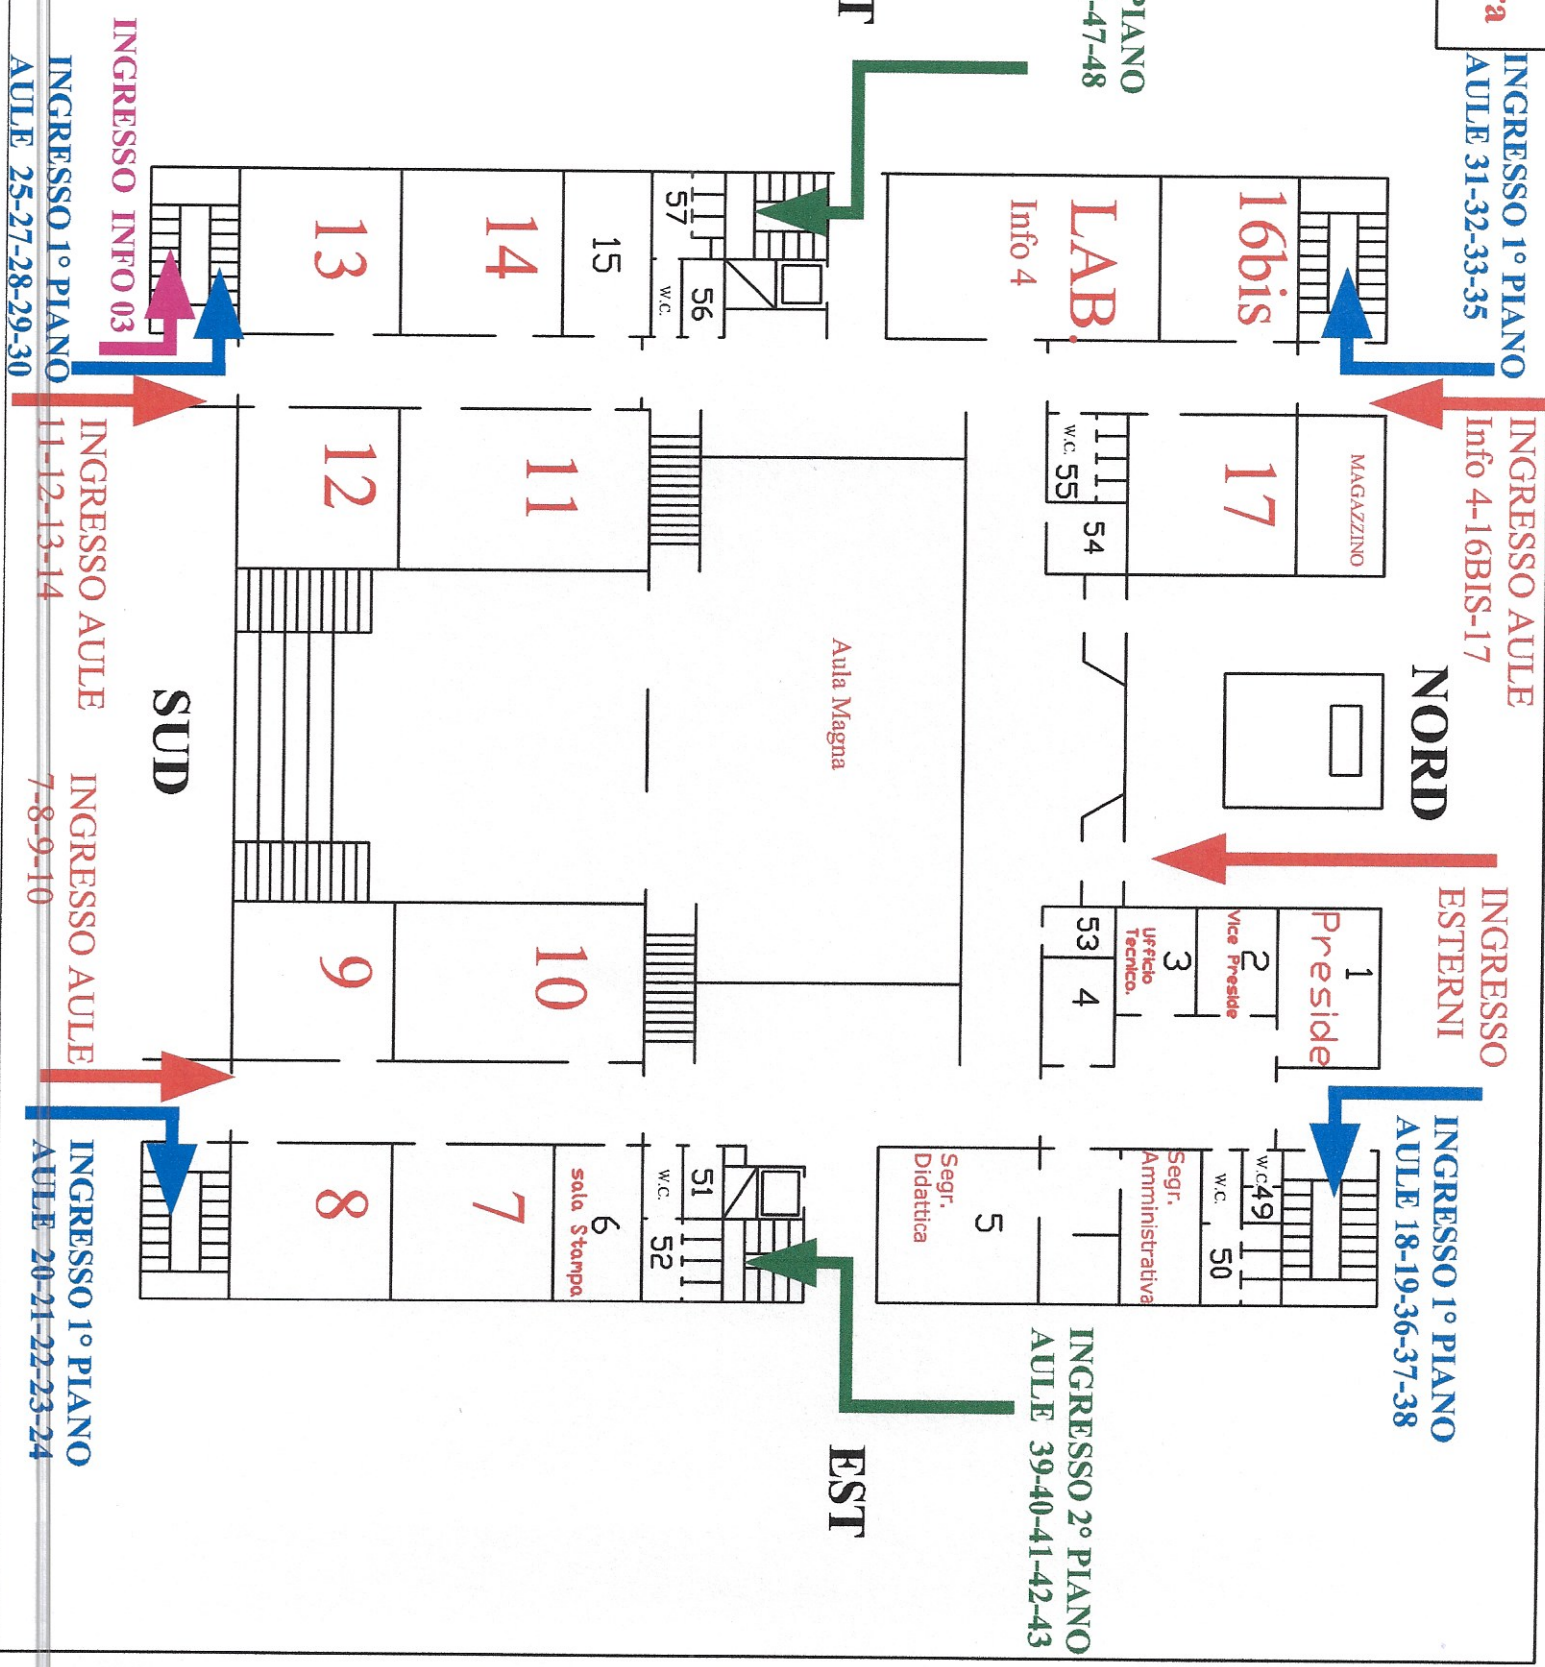 INGRESSO 1° PIANO
AULE 31-32-33-35
INGRESSO AULE
Info 4-16BIS-17
NORD
INGRESSO
ESTERNI
INGRESSO 1° PIANO
AULE 18-19-36-37-38
16bis
LAB.
Info 4
MAGAZZINO
17
W.C. 55
54
1
Preside
2
Vice Preside
3
Ufficio
Tecnico.
53
4
W.C. 49
W.C.
50
Segr.
Amministrativa
5
Segr.
Didattica
PIANO
-47-48
INGRESSO 2° PIANO
AULE 39-40-41-42-43
EST
Aula Magna
57
56
W.C.
15
14
13
11
12
10
9
51
W.C.
52
6
sala Stampa
7
8
SUD
INGRESSO INFO 03
INGRESSO 1° PIANO
AULE 25-27-28-29-30
INGRESSO AULE
11-12-13-14
INGRESSO AULE
7-8-9-10
INGRESSO 1° PIANO
AULE 20-21-22-23-24